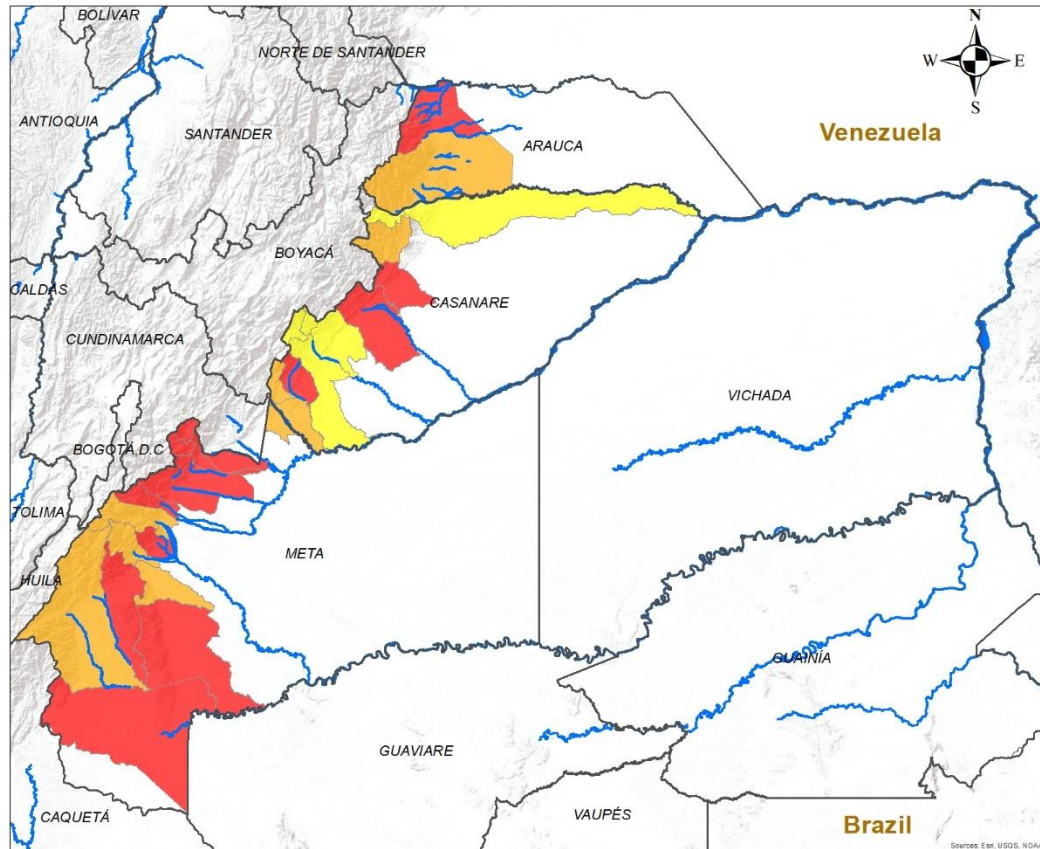 BOLÍVAR
NORTE DE SANTANDER
N
W
E
S
ANTIOQUIA
SANTANDER
ARAUCA
Venezuela
BOYACÁ
CALDAS
CASANARE
CUNDINAMARCA
VICHADA
BOGOTÁ.D.C
TOLIMA
META
HUILA
GUAINÍA
GUAVIARE
CAQUETÁ
VAUPÉS
Brazil
Sources: Esri, USGS, NOAA